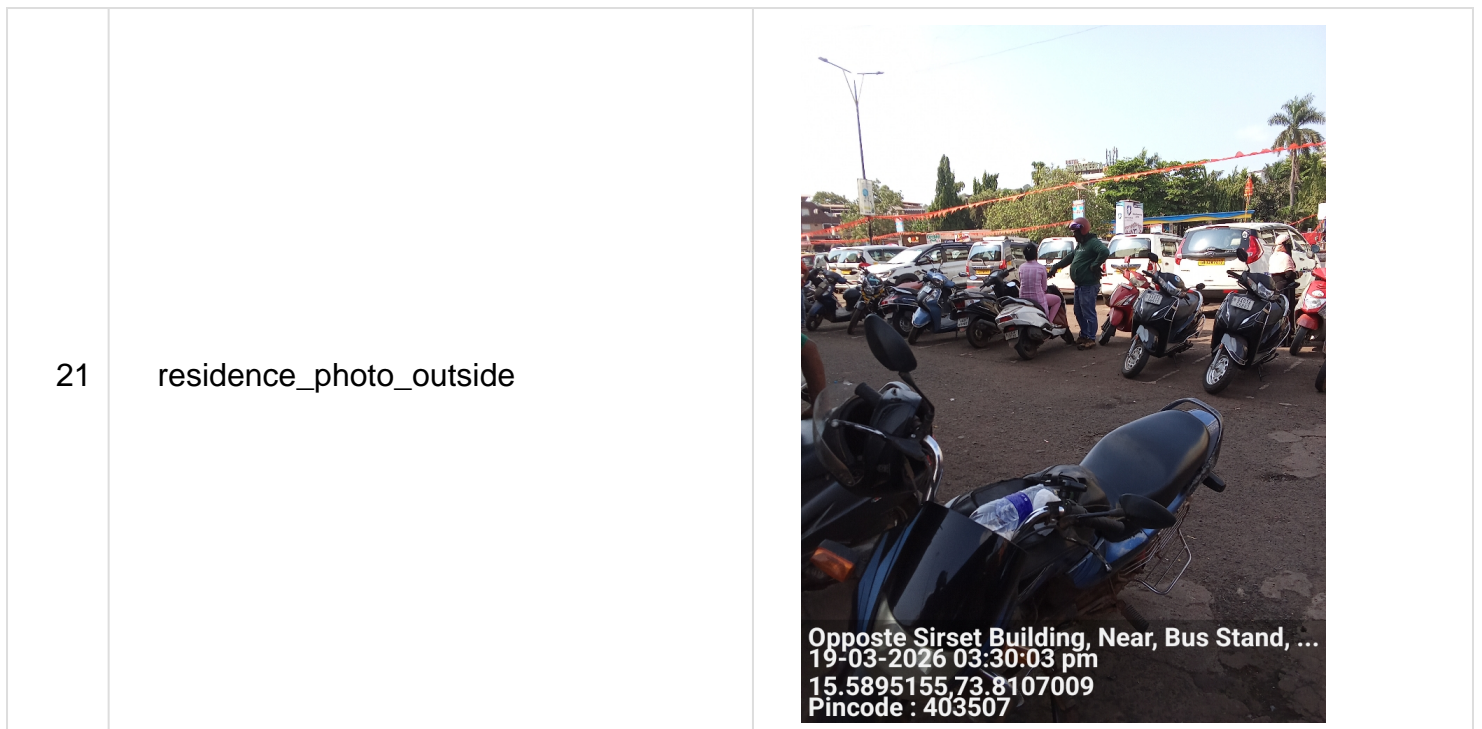 21
residence_photo_outside
Opposte Sirset Building, Near, Bus Stand, ...
19-03-2026 03:30:03 pm
15.5895155,73.8107009
Pincode : 403507